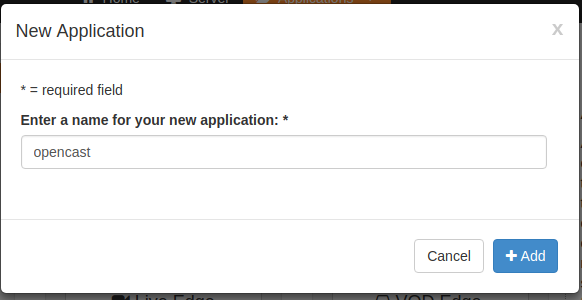 Home Server Applications
New Application
x
* = required field
Enter a name for your new application: *
opencast
Cancel
+ Add
Live Edge VOD Edge